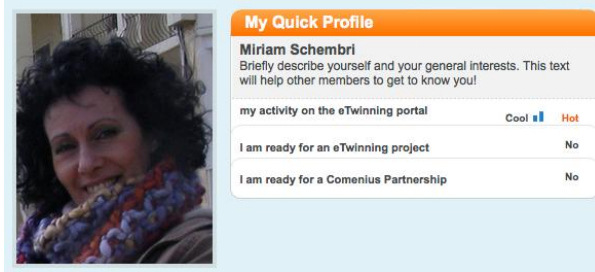 My Quick Profile
Miriam Schembri
Briefly describe yourself and your general interests. This text
will help other members to get to know you!
my activity on the eTwinning portal
Cool Hot
I am ready for an eTwinning project No
I am ready for a Comenius Partnership No